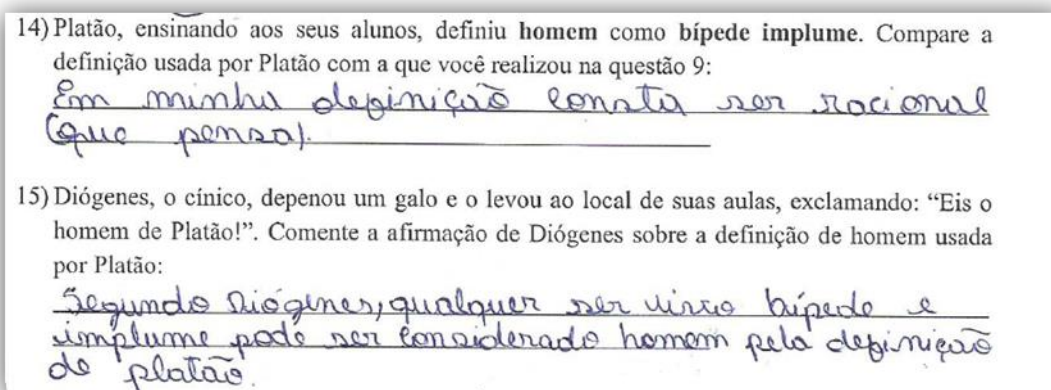 14) Platão, ensinando aos seus alunos, definiu homem como bípede implume. Compare a
definição usada por Platão com a que você realizou na questão 9:
Em minha definição consta ser racional
(que pensa).
15) Diógenes, o cínico, depenou um galo e o levou ao local de suas aulas, exclamando: “Eis o
homem de Platão!”. Comente a afirmação de Diógenes sobre a definição de homem usada
por Platão:
Segundo Diógenes, qualquer ser vivo bípede e
implume pode ser considerado homem pela definição
de platão.